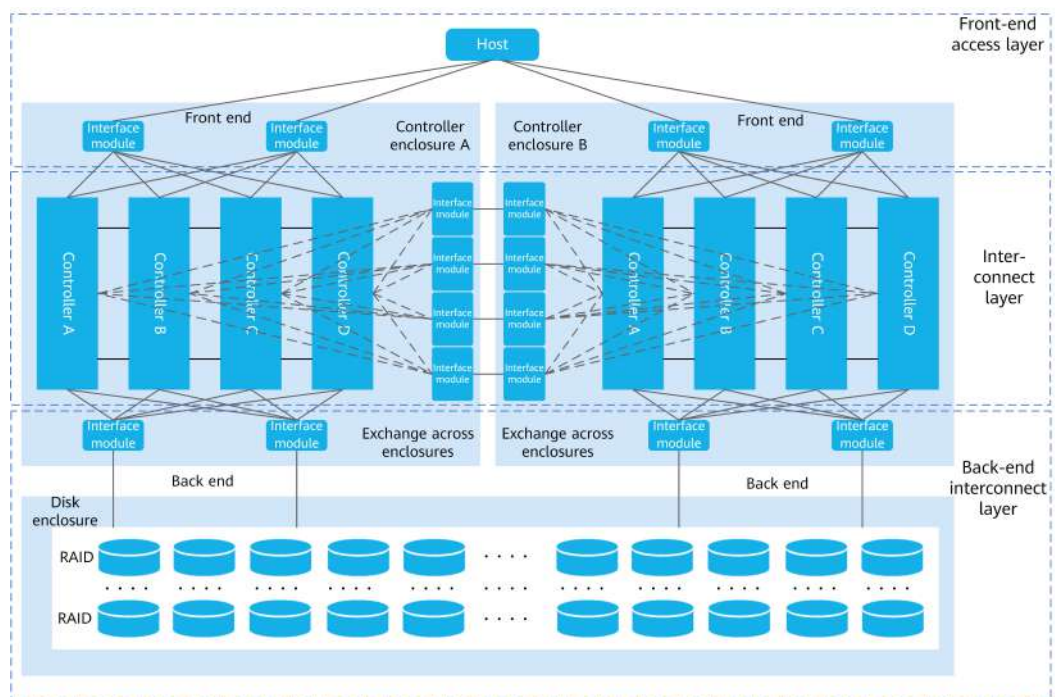 Front-end
access layer
Host
Front end
Interface
module
Interface
module
Controller
enclosure A
Controller
enclosure B
Interface
module
Front end
Interface
module
Controller A
Controller B
Controller C
Controller D
Interface
module
Interface
module
Interface
module
Interface
module
Interface
module
Interface
module
Interface
module
Interface
module
Controller A
Controller B
Controller C
Controller D
Inter-
connect
layer
Interface
module
Interface
module
Exchange across
enclosures
Exchange across
enclosures
Interface
module
Interface
module
Back end
Back end
Back-end
interconnect
layer
Disk
enclosure
RAID
RAID